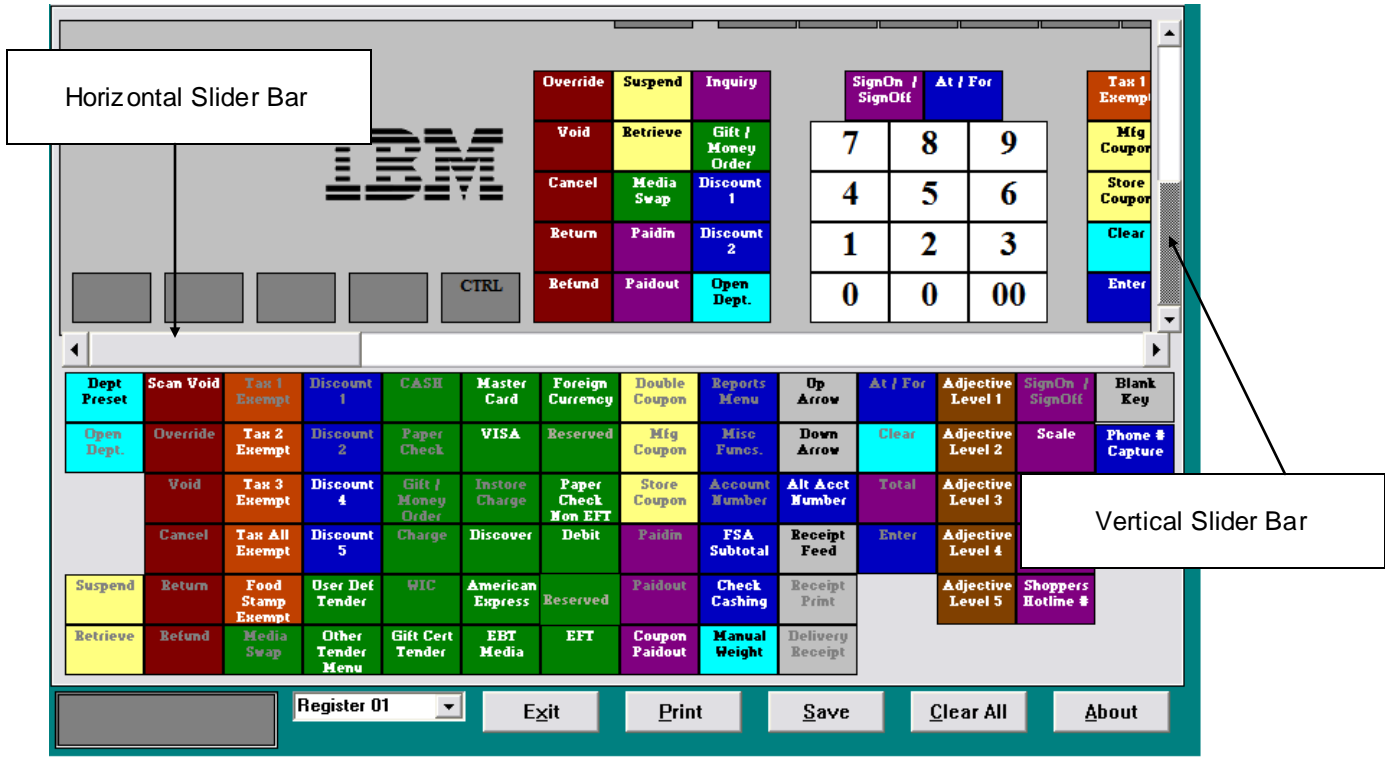 Horizontal Slider Bar
Override Suspend Inquiry SignOn / SignOff At / For Tax 1 Exempt
Void Retrieve Gift / Money Order 7 8 9 Mfg Coupon
IBM
Cancel Media Swap Discount 1 4 5 6 Store Coupon
Return Paidin Discount 2 1 2 3 Clear
CTRL Refund Paidout Open Dept. 0 0 00 Enter
Dept Preset Scan Void Tax 1 Exempt Discount 1 CASH Master Card Foreign Currency Double Coupon Reports Menu Up Arrow At / For Adjective Level 1 SignOn / SignOff Blank Key
Open Dept. Override Tax 2 Exempt Discount 2 Paper Check VISA Reserved Mfg Coupon Misc Funcs. Down Arrow Clear Adjective Level 2 Scale Phone # Capture
Void Tax 3 Exempt Discount 4 Gift / Money Order Instore Charge Paper Check Non EFT Store Coupon Account Number Alt Acct Number Total Adjective Level 3
Vertical Slider Bar
Cancel Tax All Exempt Discount 5 Charge Discover Debit Paidin FSA Subtotal Receipt Feed Enter Adjective Level 4
Suspend Return Food Stamp Exempt User Def Tender WIC American Express Reserved Paidout Check Cashing Receipt Print Adjective Level 5 Shoppers Hotline #
Retrieve Refund Media Swap Other Tender Menu Gift Cert Tender EBT Media EFT Coupon Paidout Manual Weight Delivery Receipt
Register 01 Exit Print Save Clear All About